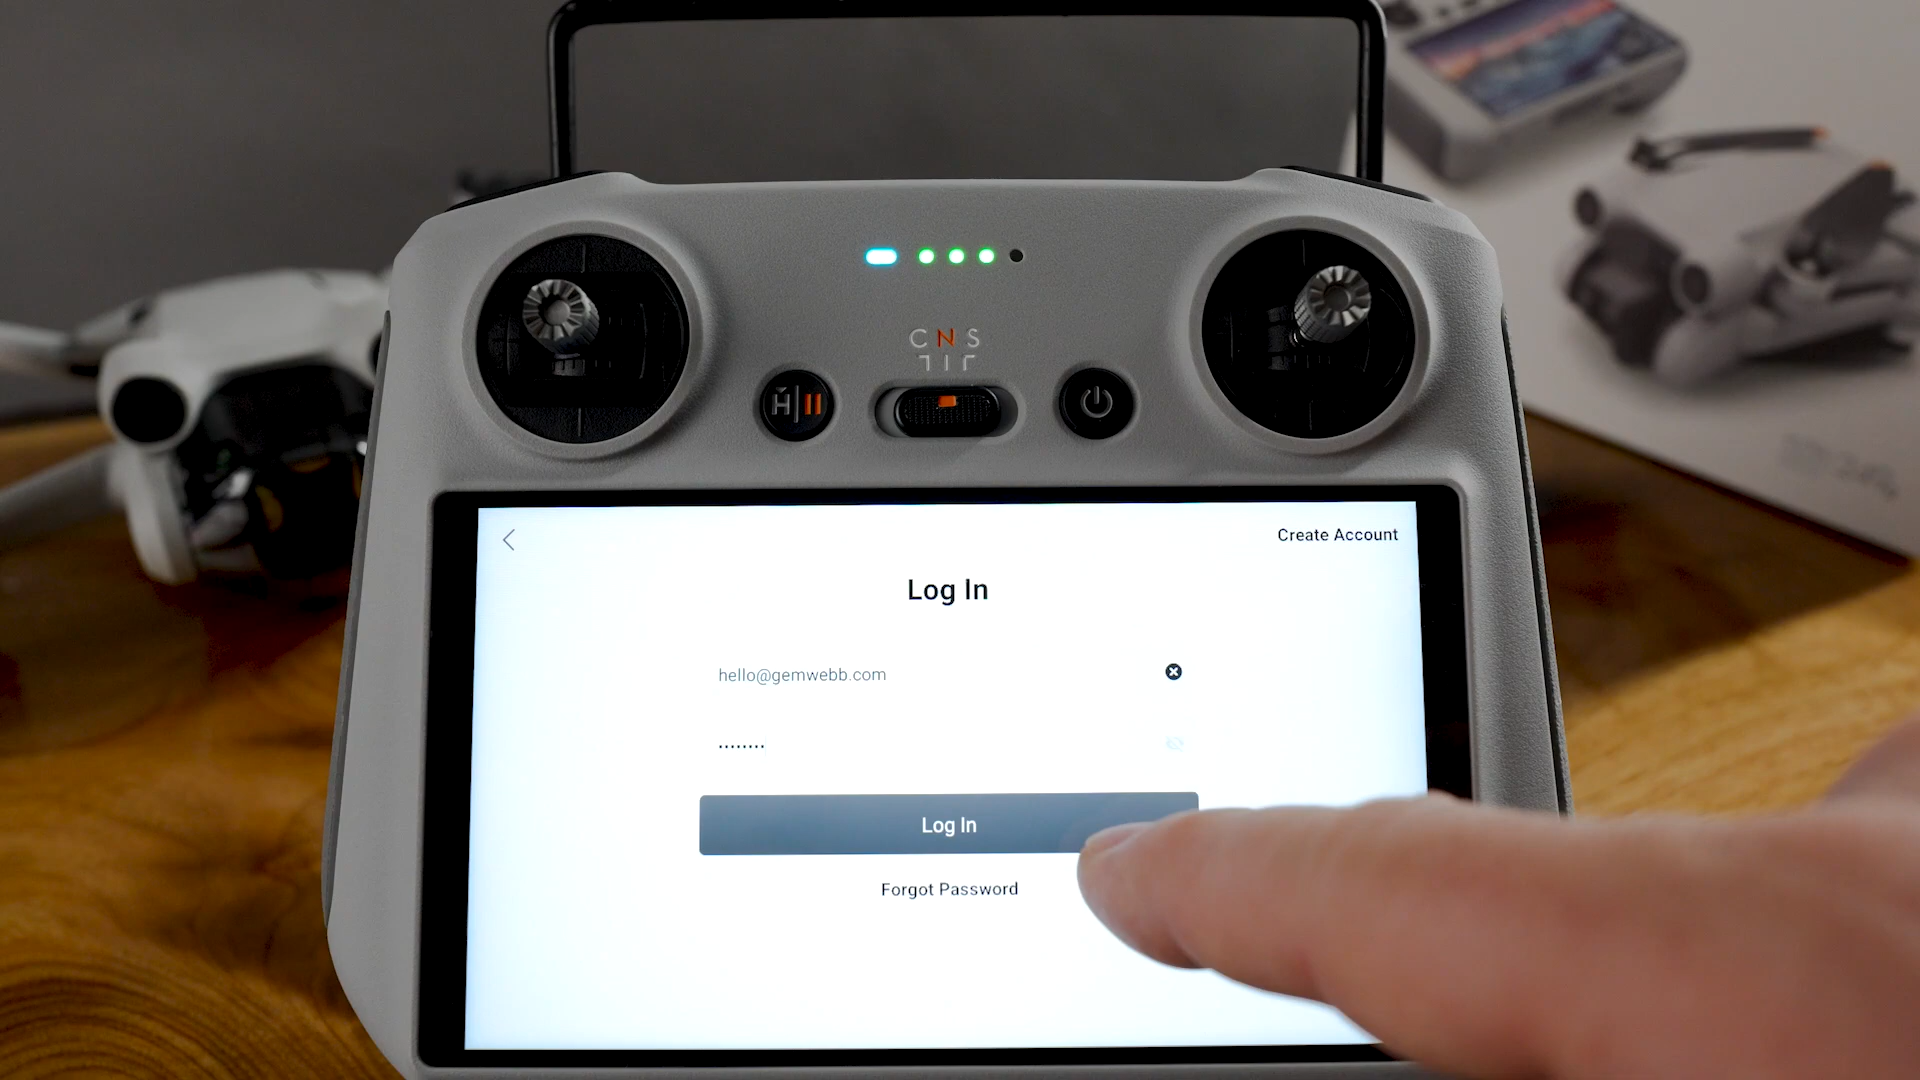 C N S
H
Create Account
Log In
hello@gemwebb.com
........
Log In
Forgot Password